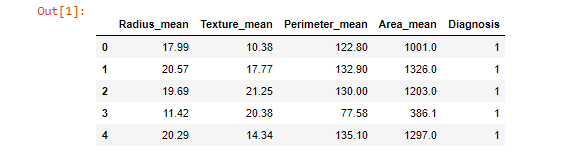 Out[1]:
Radius_mean Texture_mean Perimeter_mean Area_mean Diagnosis
0 17.99 10.38 122.80 1001.0 1
1 20.57 17.77 132.90 1326.0 1
2 19.69 21.25 130.00 1203.0 1
3 11.42 20.38 77.58 386.1 1
4 20.29 14.34 135.10 1297.0 1